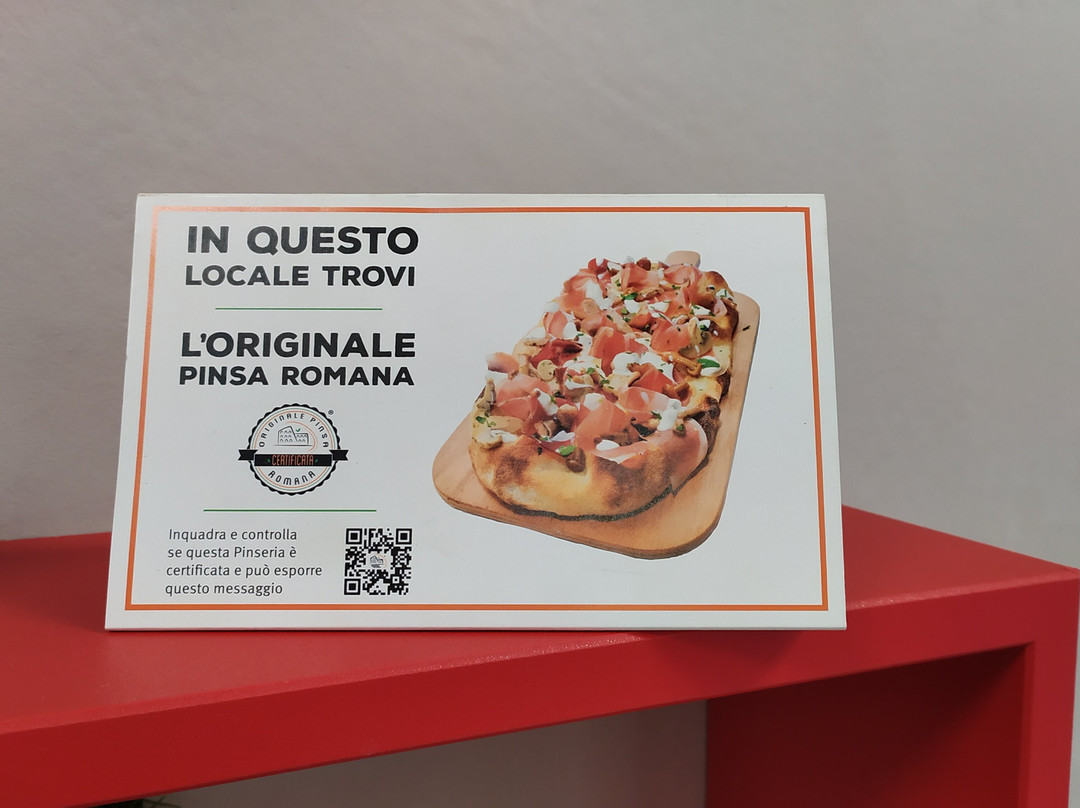 IN QUESTO
LOCALE TROVI
L'ORIGINALE
PINSA ROMANA
ORIGINALE PINSA ®
CERTIFICATA
ROMANA
Inquadra e controlla
se questa Pinseria è
certificata e può esporre
questo messaggio